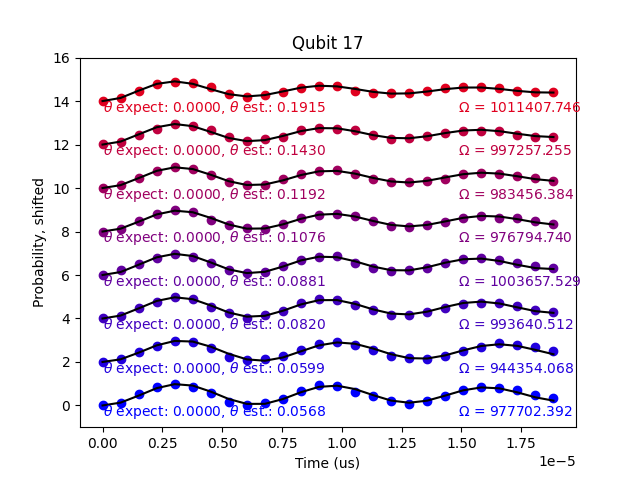 Qubit 17
16
14
θ expect: 0.0000, θ est.: 0.1915 Ω = 1011407.746
12
θ expect: 0.0000, θ est.: 0.1430 Ω = 997257.255
10
θ expect: 0.0000, θ est.: 0.1192 Ω = 983456.384
8
θ expect: 0.0000, θ est.: 0.1076 Ω = 976794.740
6
θ expect: 0.0000, θ est.: 0.0881 Ω = 1003657.529
4
θ expect: 0.0000, θ est.: 0.0820 Ω = 993640.512
2
θ expect: 0.0000, θ est.: 0.0599 Ω = 944354.068
0
θ expect: 0.0000, θ est.: 0.0568 Ω = 977702.392
Probability, shifted
0.00 0.25 0.50 0.75 1.00 1.25 1.50 1.75
Time (us)
1e−5